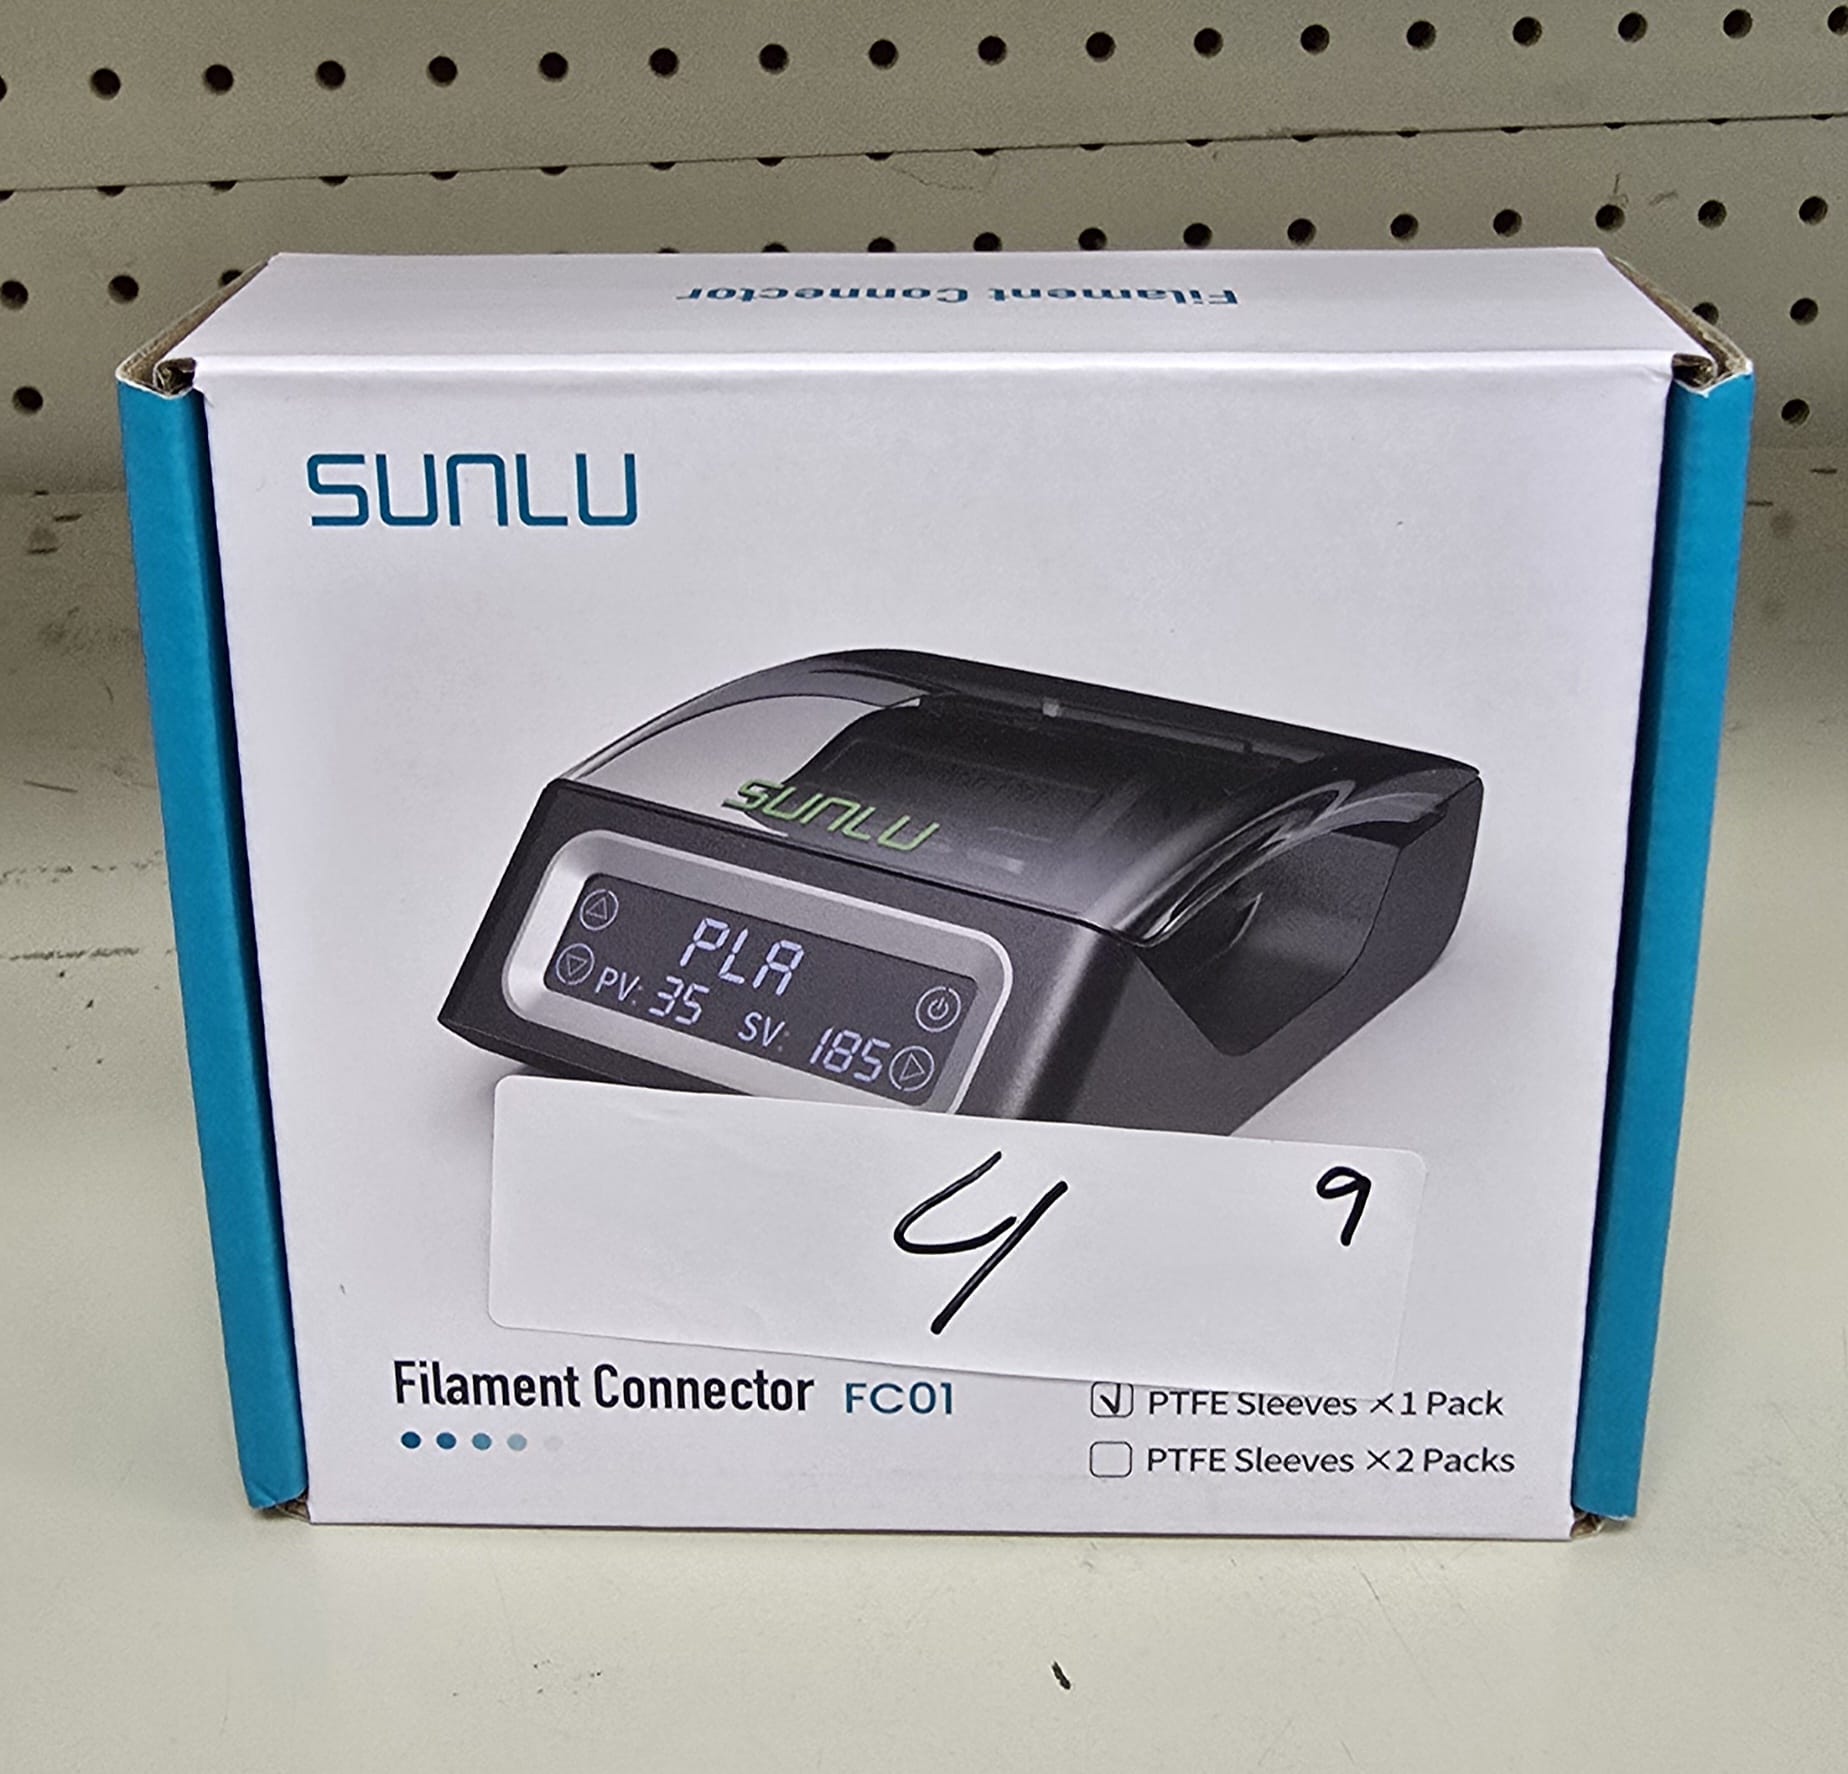 Filament Connector
SUNLU
SUNLU
PLA
PV: 35 SV: 185
4 9
Filament Connector FC01
PTFE Sleeves ×1 Pack
PTFE Sleeves ×2 Packs